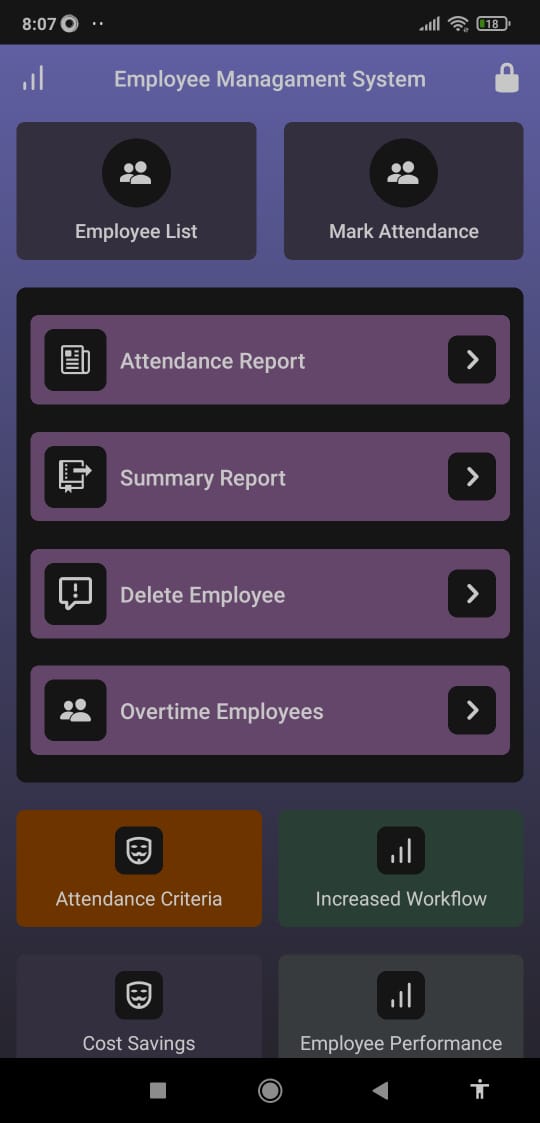 8:07
18
Employee Managament System
Employee List
Mark Attendance
Attendance Report
Summary Report
Delete Employee
Overtime Employees
Attendance Criteria
Increased Workflow
Cost Savings
Employee Performance